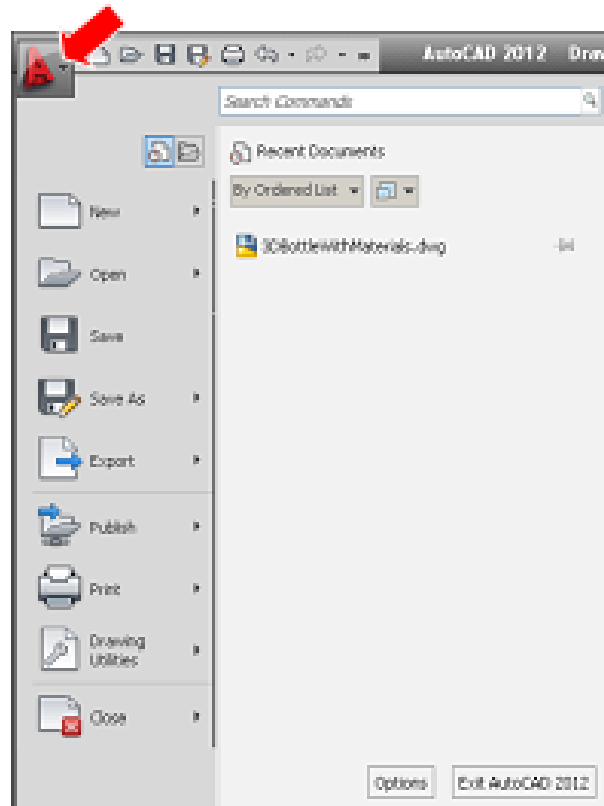 AutoCAD 2012 Draw
Search Commands
Recent Documents
By Ordered List
New
3DBottleWithMaterials.dwg
Open
Save
Save As
Export
Publish
Print
Drawing
Utilities
Close
Options
Exit AutoCAD 2012